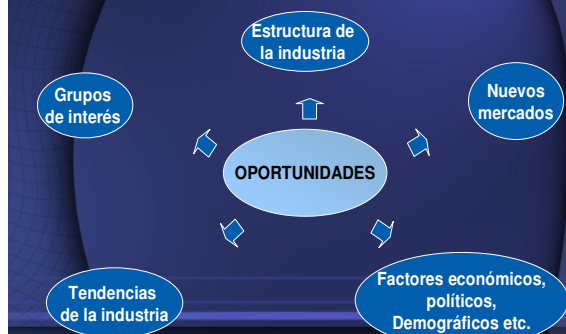 Estructura de
la industria
Grupos
de interés
Nuevos
mercados
OPORTUNIDADES
Tendencias
de la industria
Factores económicos,
políticos,
Demográficos etc.